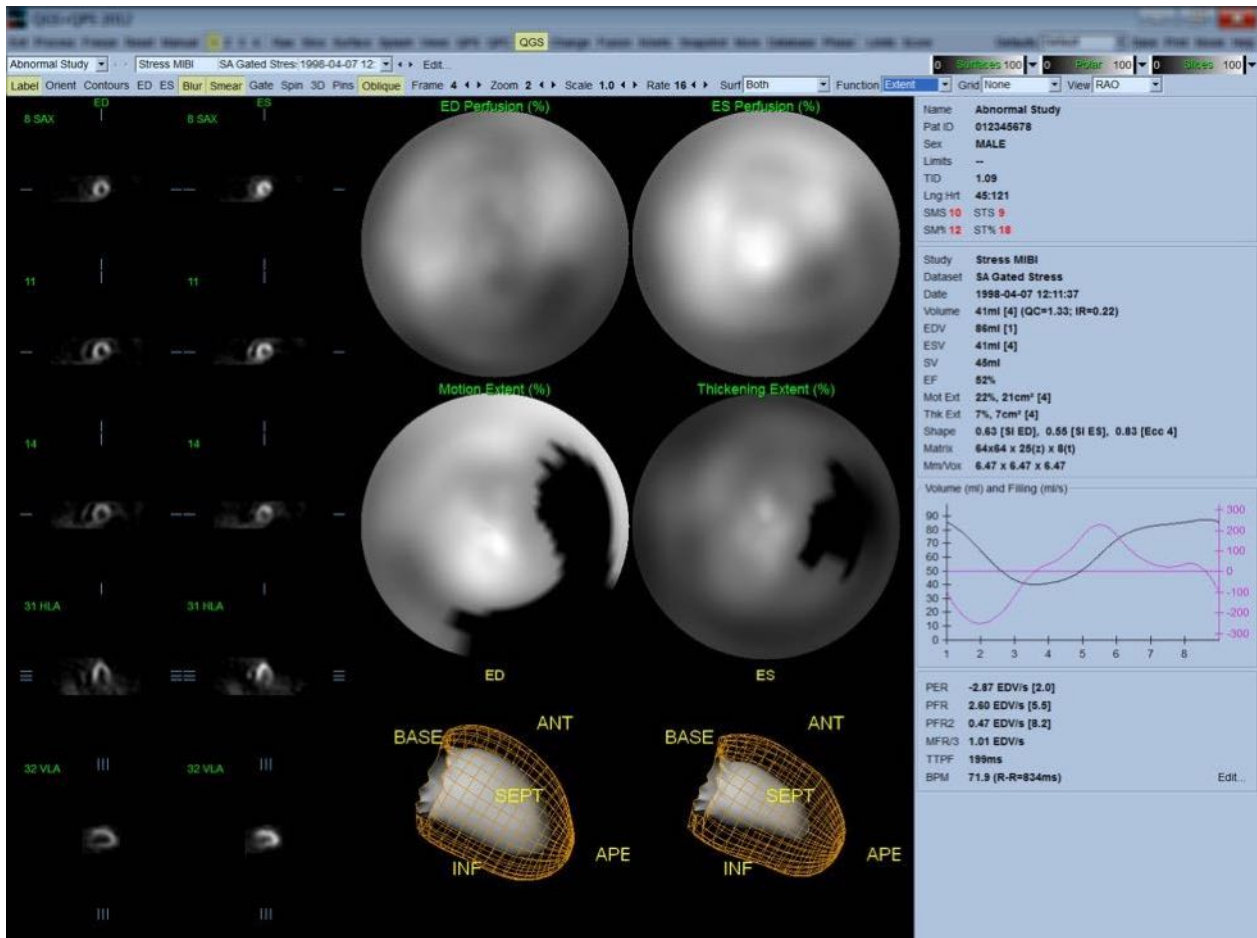 QGS+QPS 2012
QGS
Abnormal Study Stress MIBI SA Gated Stres: 1998-04-07 12: Edit...
0 Surfaces 100 0 Polar 100 0 Slices 100
Label Orient Contours ED ES Blur Smear Gate Spin 3D Pins Oblique Frame 4 Zoom 2 Scale 1.0 Rate 16 Surf Both Function Extent Grid None View RAO
ED ES
8 SAX 8 SAX
11 11
14 14
31 HLA 31 HLA
32 VLA 32 VLA
ED Perfusion (%) ES Perfusion (%)
Motion Extent (%) Thickening Extent (%)
ED ES
BASE ANT BASE ANT
SEPT SEPT
INF APE INF APE
Name Abnormal Study
Pat ID 012345678
Sex MALE
Limits --
TID 1.09
Lng:Hrt 45:121
SMS 10 STS 9
SM% 12 ST% 18
Study Stress MIBI
Dataset SA Gated Stress
Date 1998-04-07 12:11:37
Volume 41ml [4] (QC=1.33; IR=0.22)
EDV 86ml [1]
ESV 41ml [4]
SV 45ml
EF 52%
Mot Ext 22%, 21cm² [4]
Thk Ext 7%, 7cm² [4]
Shape 0.63 [SI ED], 0.55 [SI ES], 0.83 [Ecc 4]
Matrix 64x64 x 25(z) x 8(t)
Mm/Vox 6.47 x 6.47 x 6.47
Volume (ml) and Filling (ml/s)
90 80 70 60 50 40 30 20 10 0
300 200 100 0 -100 -200 -300
1 2 3 4 5 6 7 8
PER -2.87 EDV/s [2.0]
PFR 2.60 EDV/s [5.5]
PFR2 0.47 EDV/s [8.2]
MFR/3 1.01 EDV/s
TTPF 199ms
BPM 71.9 (R-R=834ms) Edit...